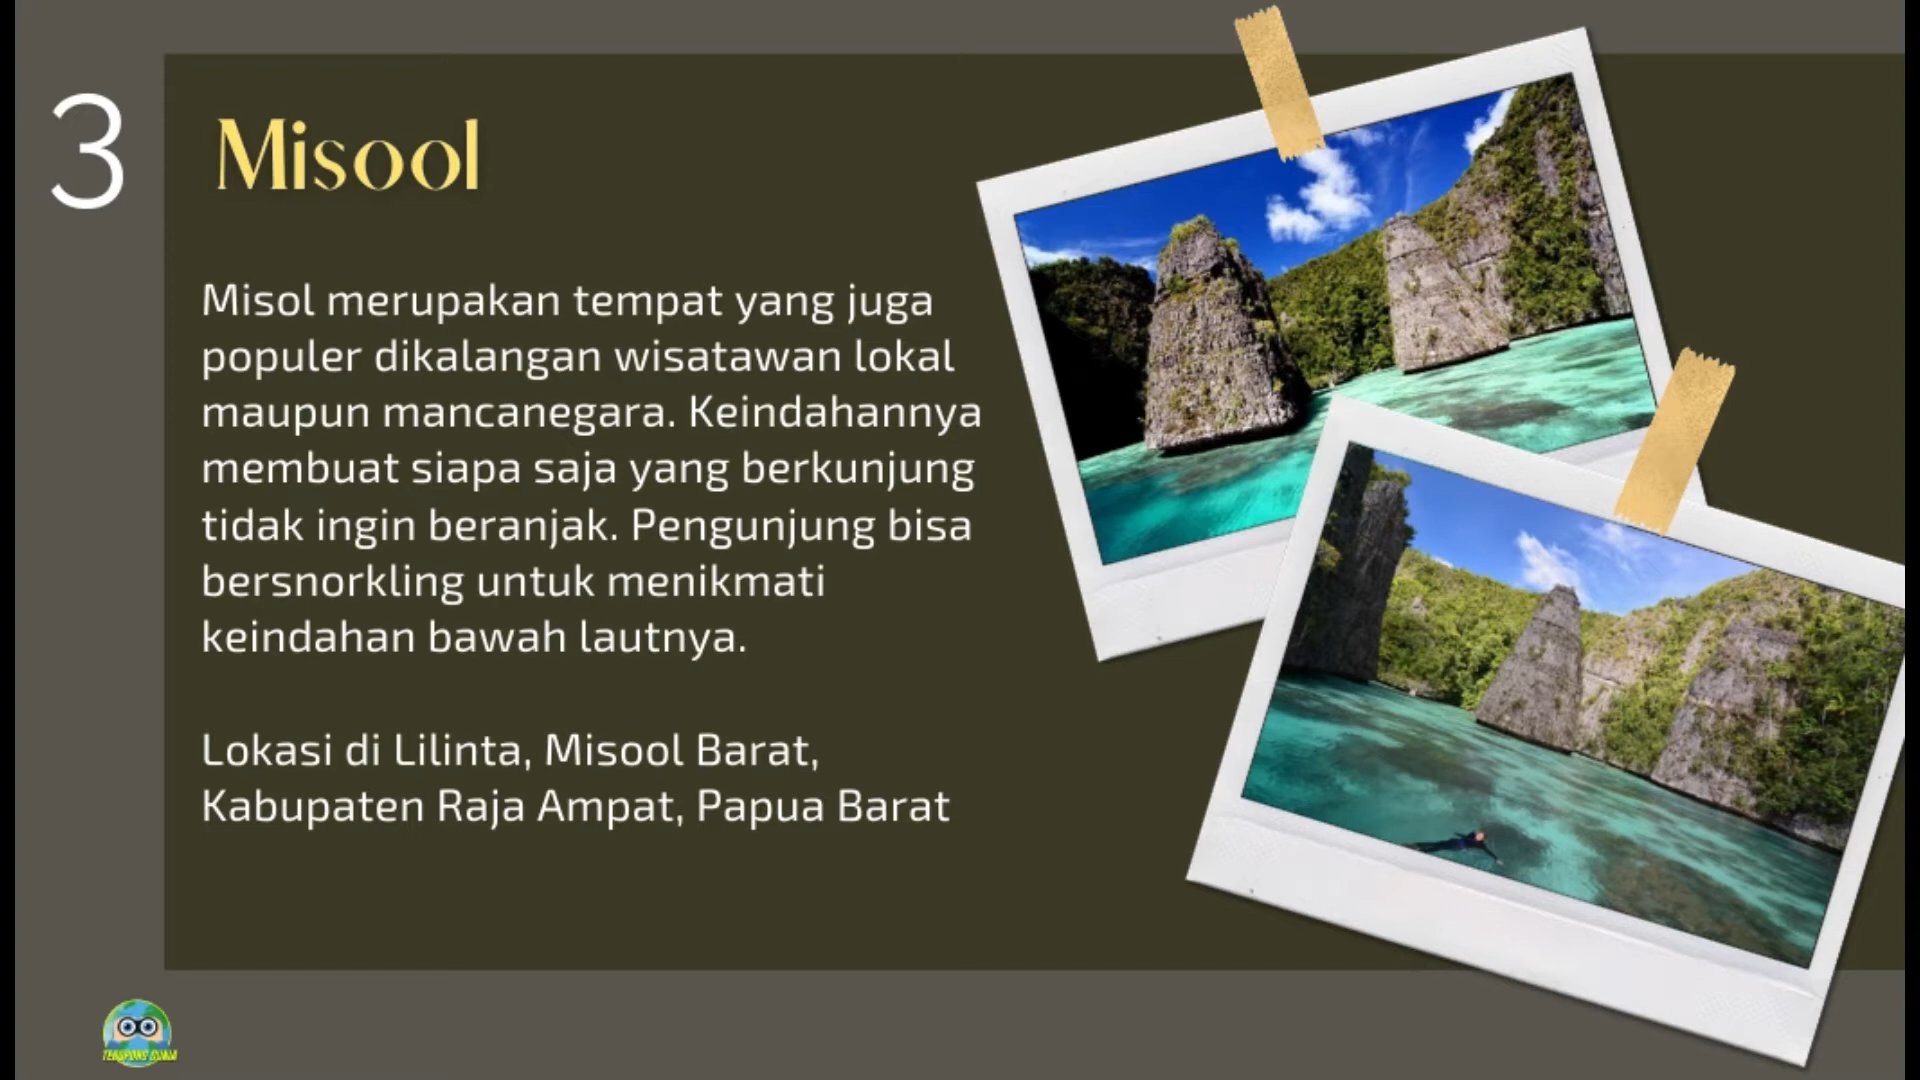 3
Misool
Misol merupakan tempat yang juga
populer dikalangan wisatawan lokal
maupun mancanegara. Keindahannya
membuat siapa saja yang berkunjung
tidak ingin beranjak. Pengunjung bisa
bersnorkling untuk menikmati
keindahan bawah lautnya.
Lokasi di Lilinta, Misool Barat,
Kabupaten Raja Ampat, Papua Barat
TEROPONG DUNIA